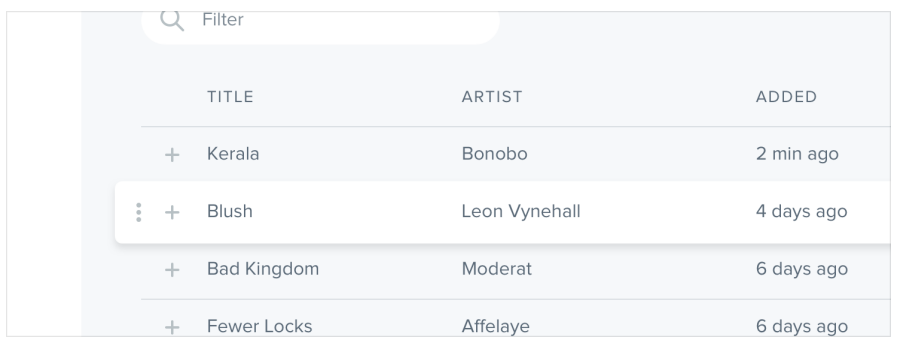 Filter
TITLE ARTIST ADDED
Kerala Bonobo 2 min ago
Blush Leon Vynehall 4 days ago
Bad Kingdom Moderat 6 days ago
Fewer Locks Affelaye 6 days ago